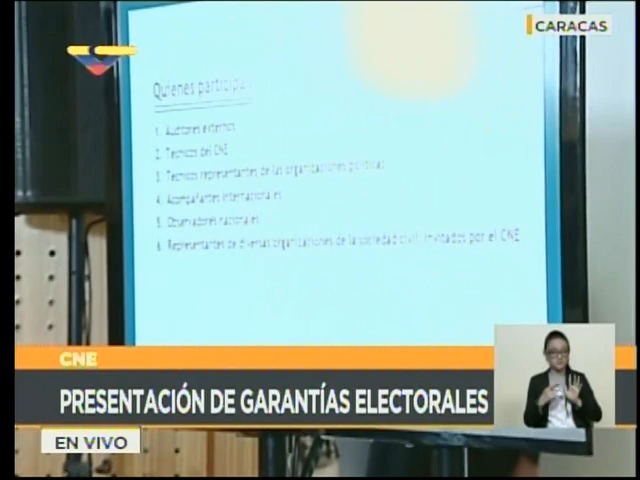 CARACAS
Quienes participan
1. Auditores externos
2. Técnicos del CNE
3. Técnicos representantes de las organizaciones políticas
4. Acompañantes internacionales
5. Observadores nacionales
6. Representantes de diversas organizaciones de la sociedad civil, invitados por el CNE
CNE
PRESENTACIÓN DE GARANTÍAS ELECTORALES
EN VIVO